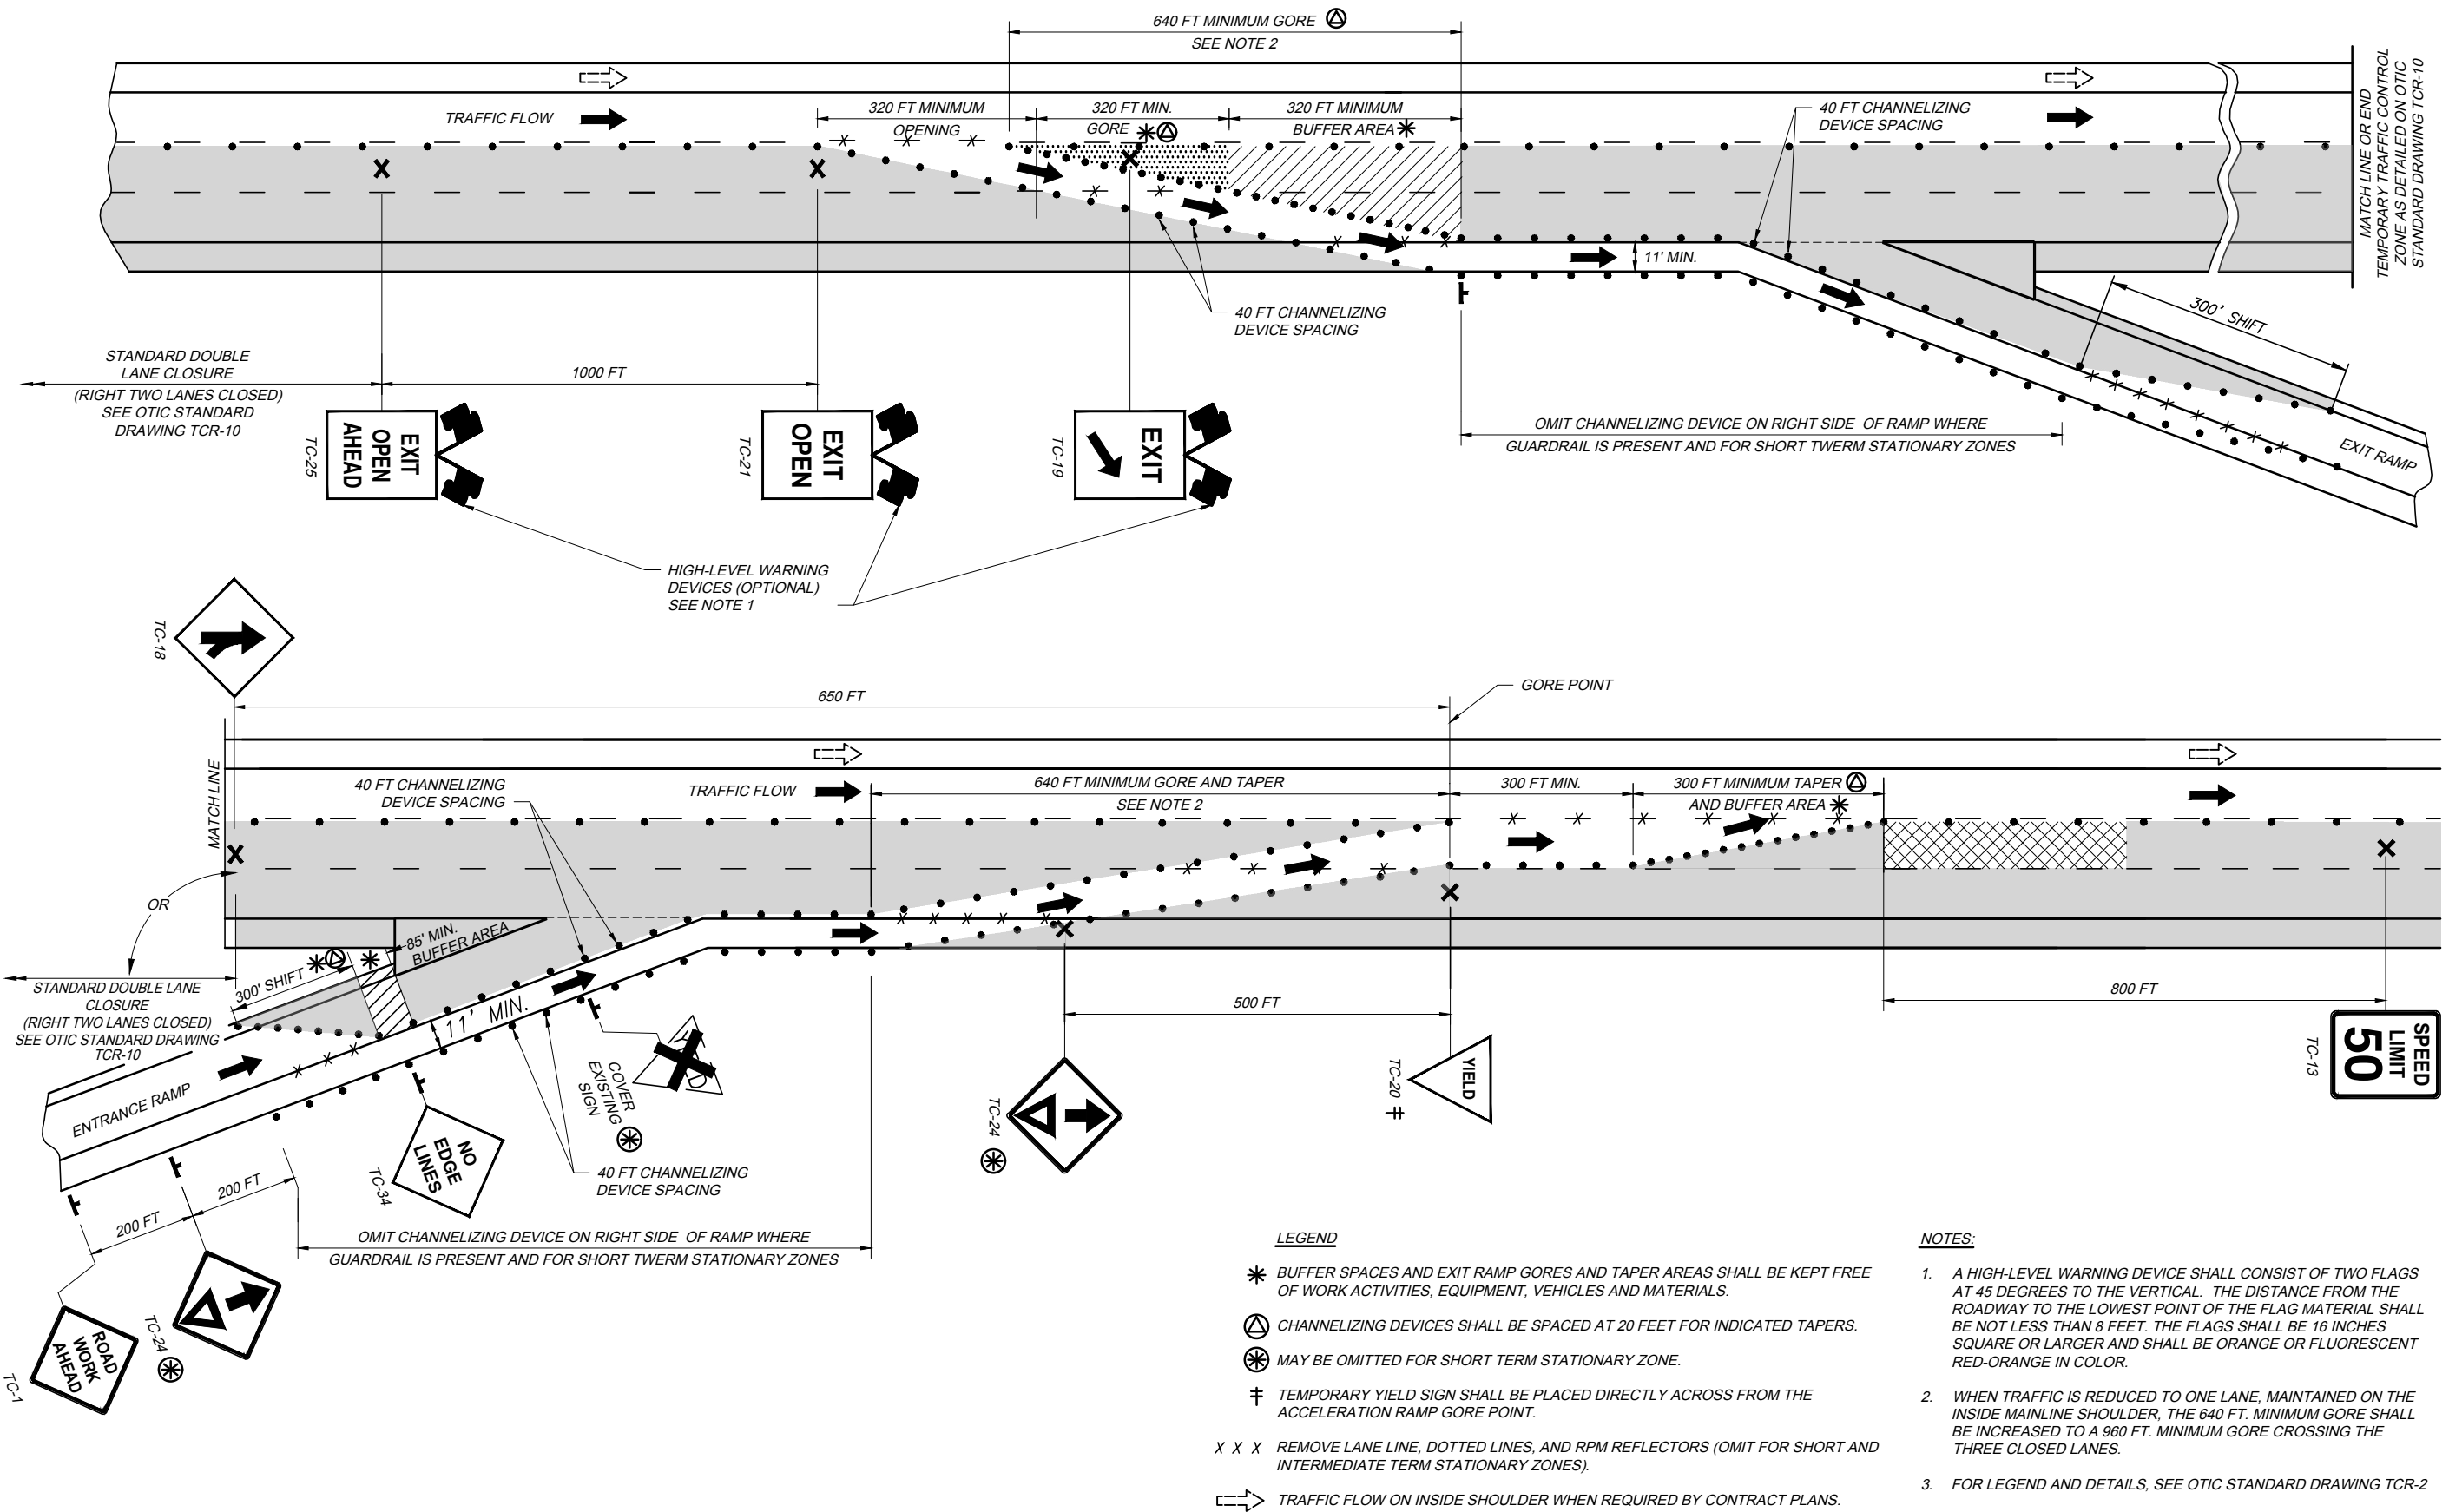 640 FT MINIMUM GORE
SEE NOTE 2
TRAFFIC FLOW
320 FT MINIMUM
OPENING
320 FT MIN.
GORE
320 FT MINIMUM
BUFFER AREA
40 FT CHANNELIZING
DEVICE SPACING
MATCH LINE OR END
TEMPORARY TRAFFIC CONTROL
ZONE AS DETAILED ON OTIC
STANDARD DRAWING TCR-10
11' MIN.
40 FT CHANNELIZING
DEVICE SPACING
300' SHIFT
STANDARD DOUBLE
LANE CLOSURE
(RIGHT TWO LANES CLOSED)
SEE OTIC STANDARD
DRAWING TCR-10
1000 FT
EXIT
OPEN
AHEAD
TC-25
EXIT
OPEN
TC-21
EXIT
TC-19
OMIT CHANNELIZING DEVICE ON RIGHT SIDE OF RAMP WHERE
GUARDRAIL IS PRESENT AND FOR SHORT TWERM STATIONARY ZONES
EXIT RAMP
HIGH-LEVEL WARNING
DEVICES (OPTIONAL)
SEE NOTE 1
TC-18
650 FT
GORE POINT
MATCH LINE
40 FT CHANNELIZING
DEVICE SPACING
TRAFFIC FLOW
640 FT MINIMUM GORE AND TAPER
SEE NOTE 2
300 FT MIN.
300 FT MINIMUM TAPER
AND BUFFER AREA
OR
85' MIN.
BUFFER AREA
300' SHIFT
STANDARD DOUBLE LANE
CLOSURE
(RIGHT TWO LANES CLOSED)
SEE OTIC STANDARD DRAWING
TCR-10
11' MIN.
500 FT
800 FT
ENTRANCE RAMP
COVER
EXISTING
SIGN
YIELD
NO
EDGE
LINES
TC-34
40 FT CHANNELIZING
DEVICE SPACING
TC-24
YIELD
TC-20
SPEED
LIMIT
50
TC-13
200 FT
200 FT
OMIT CHANNELIZING DEVICE ON RIGHT SIDE OF RAMP WHERE
GUARDRAIL IS PRESENT AND FOR SHORT TWERM STATIONARY ZONES
TC-24
ROAD
WORK
AHEAD
TC-1
LEGEND
BUFFER SPACES AND EXIT RAMP GORES AND TAPER AREAS SHALL BE KEPT FREE
OF WORK ACTIVITIES, EQUIPMENT, VEHICLES AND MATERIALS.
CHANNELIZING DEVICES SHALL BE SPACED AT 20 FEET FOR INDICATED TAPERS.
MAY BE OMITTED FOR SHORT TERM STATIONARY ZONE.
TEMPORARY YIELD SIGN SHALL BE PLACED DIRECTLY ACROSS FROM THE
ACCELERATION RAMP GORE POINT.
X X X REMOVE LANE LINE, DOTTED LINES, AND RPM REFLECTORS (OMIT FOR SHORT AND
INTERMEDIATE TERM STATIONARY ZONES).
TRAFFIC FLOW ON INSIDE SHOULDER WHEN REQUIRED BY CONTRACT PLANS.
NOTES:
1. A HIGH-LEVEL WARNING DEVICE SHALL CONSIST OF TWO FLAGS
AT 45 DEGREES TO THE VERTICAL. THE DISTANCE FROM THE
ROADWAY TO THE LOWEST POINT OF THE FLAG MATERIAL SHALL
BE NOT LESS THAN 8 FEET. THE FLAGS SHALL BE 16 INCHES
SQUARE OR LARGER AND SHALL BE ORANGE OR FLUORESCENT
RED-ORANGE IN COLOR.
2. WHEN TRAFFIC IS REDUCED TO ONE LANE, MAINTAINED ON THE
INSIDE MAINLINE SHOULDER, THE 640 FT. MINIMUM GORE SHALL
BE INCREASED TO A 960 FT. MINIMUM GORE CROSSING THE
THREE CLOSED LANES.
3. FOR LEGEND AND DETAILS, SEE OTIC STANDARD DRAWING TCR-2